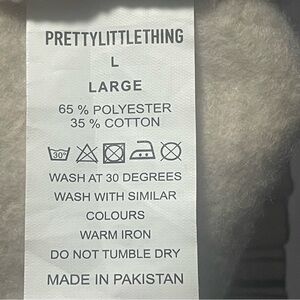 PRETTYLITTLETHING
L
LARGE
65 % POLYESTER
35 % COTTON
30°
WASH AT 30 DEGREES
WASH WITH SIMILAR
COLOURS
WARM IRON
DO NOT TUMBLE DRY
MADE IN PAKISTAN